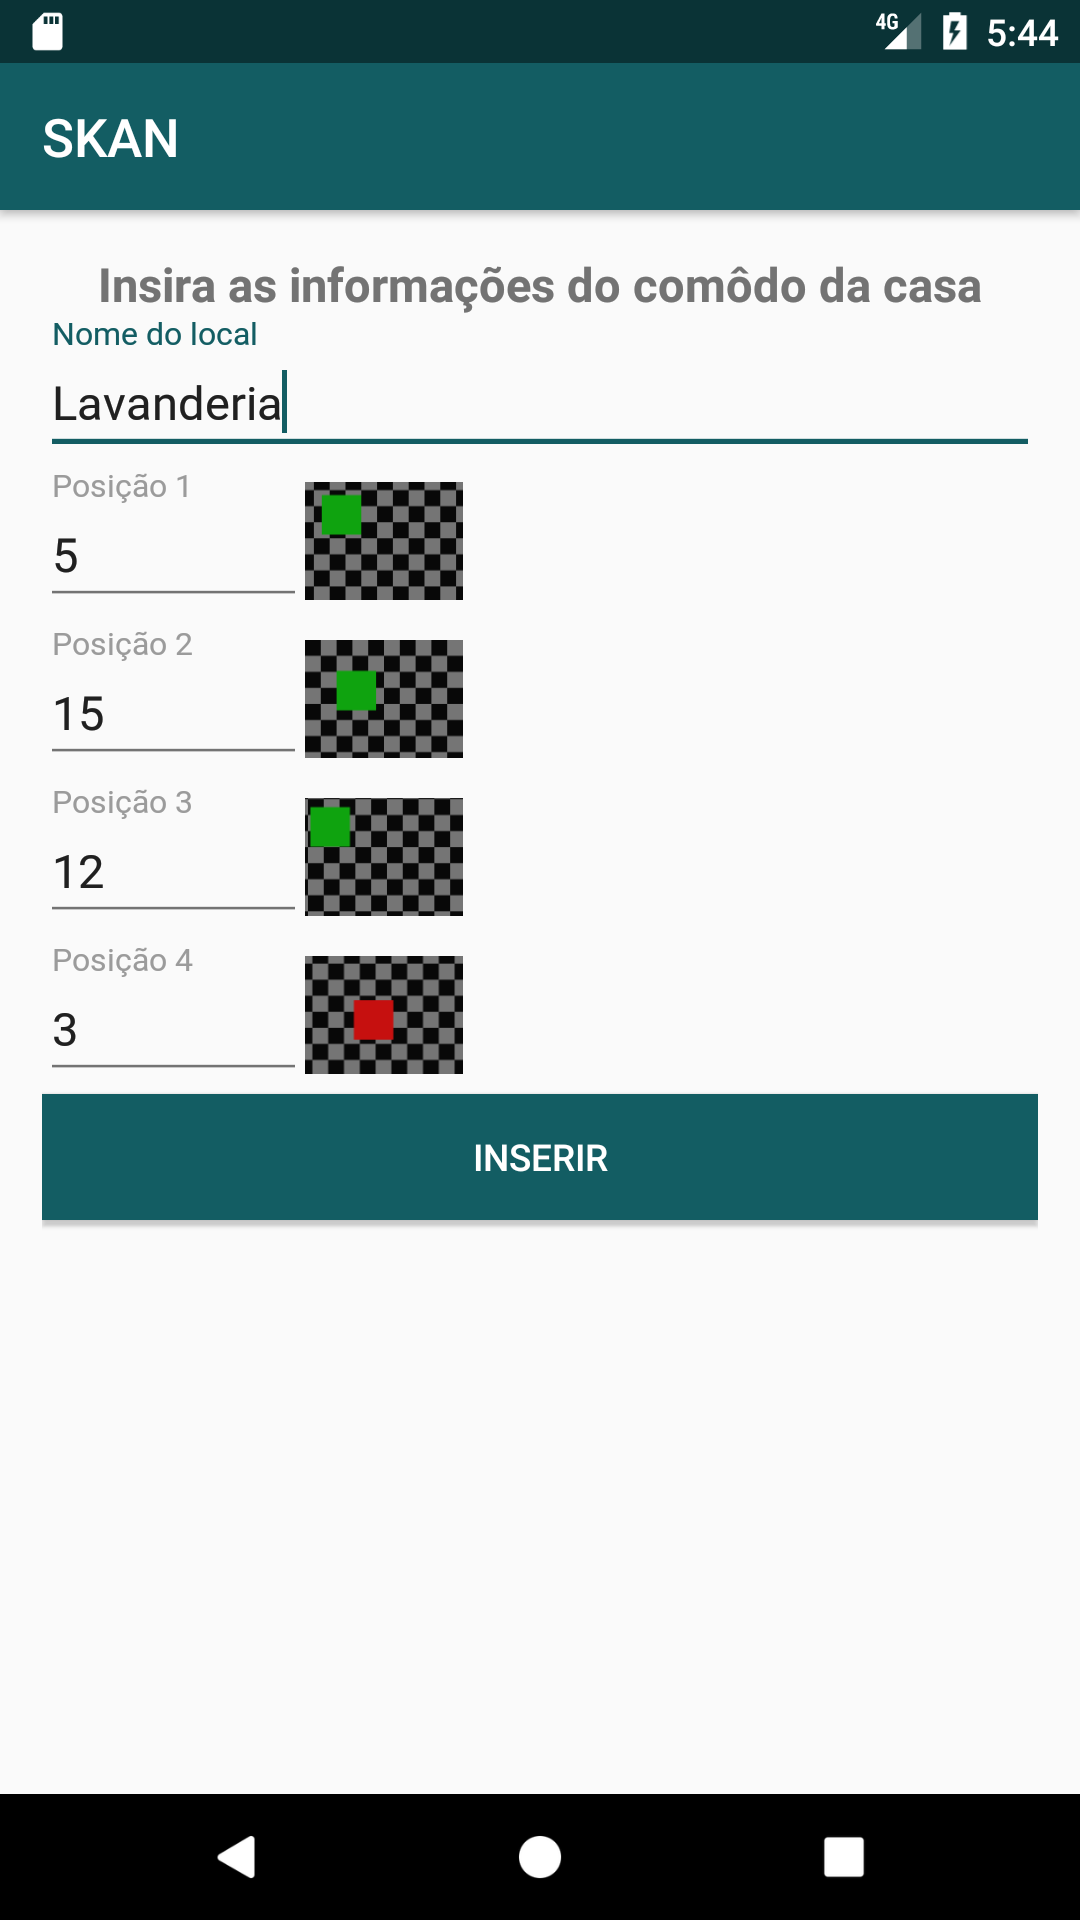 4G 5:44
SKAN
Insira as informações do comôdo da casa
Nome do local
Lavanderia
Posição 1
5
Posição 2
15
Posição 3
12
Posição 4
3
INSERIR